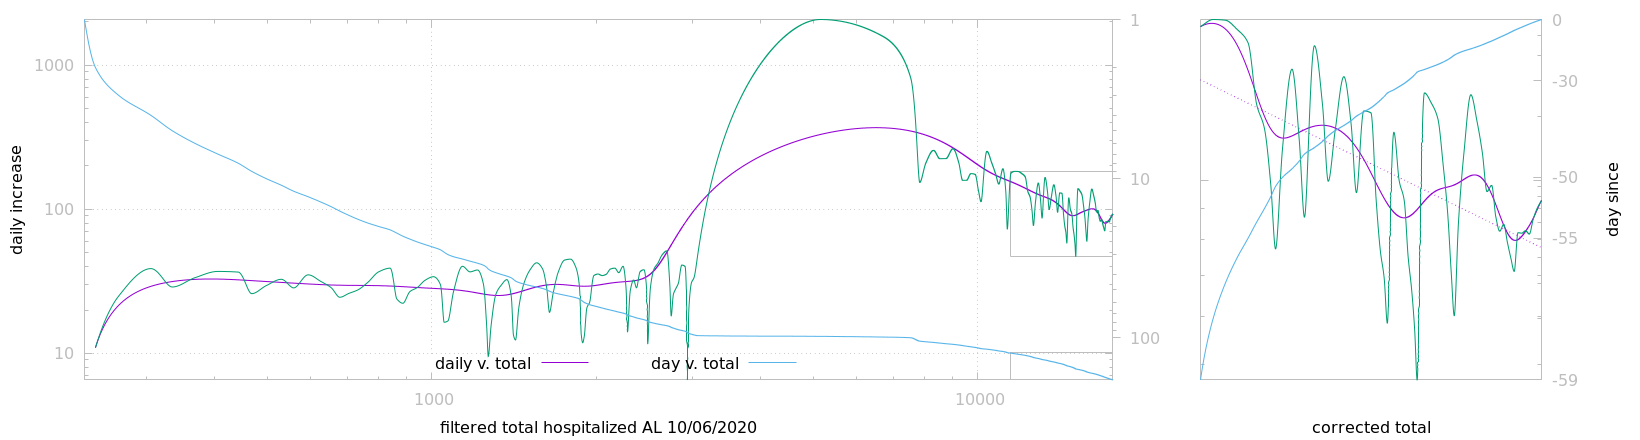 1000
100
10
daily increase
1000
10000
1
10
100
daily v. total
day v. total
filtered total hospitalized AL 10/06/2020
0
-30
-50
-55
-59
day since
corrected total